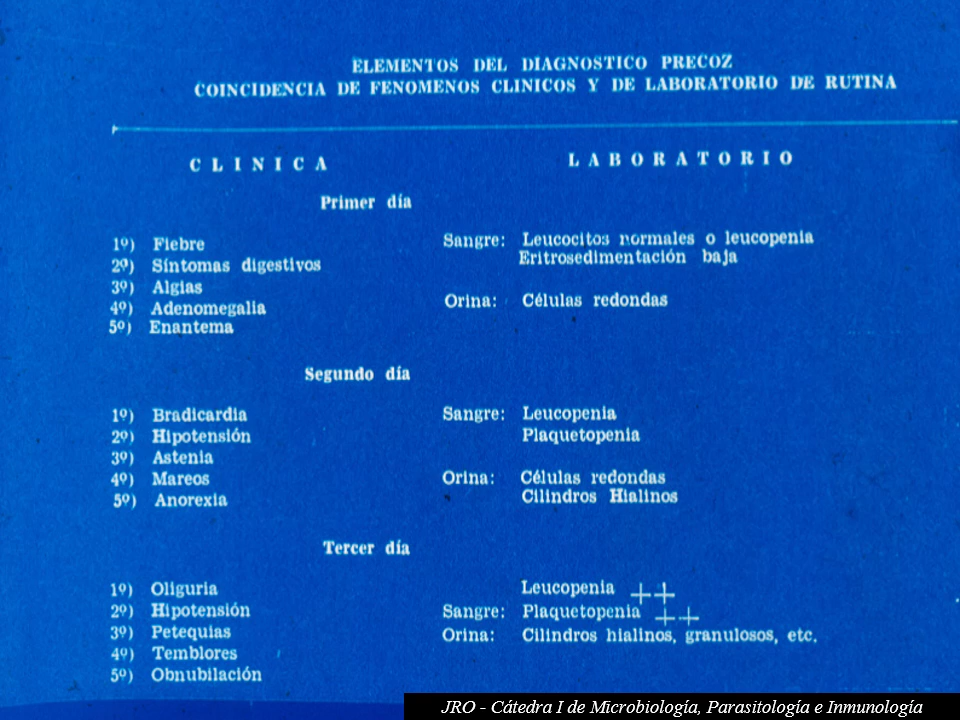 ELEMENTOS DEL DIAGNOSTICO PRECOZ
COINCIDENCIA DE FENOMENOS CLINICOS Y DE LABORATORIO DE RUTINA
CLINICA LABORATORIO
Primer día
1º) Fiebre Sangre: Leucocitos normales o leucopenia
2º) Síntomas digestivos Eritrosedimentación baja
3º) Algias
4º) Adenomegalia Orina: Células redondas
5º) Enantema
Segundo día
1º) Bradicardia Sangre: Leucopenia
2º) Hipotensión Plaquetopenia
3º) Astenia
4º) Mareos Orina: Células redondas
5º) Anorexia Cilindros Hialinos
Tercer día
1º) Oliguria Leucopenia ++
2º) Hipotensión Sangre: Plaquetopenia ++
3º) Petequias Orina: Cilindros hialinos, granulosos, etc.
4º) Temblores
5º) Obnubilación
JRO - Cátedra I de Microbiología, Parasitología e Inmunología